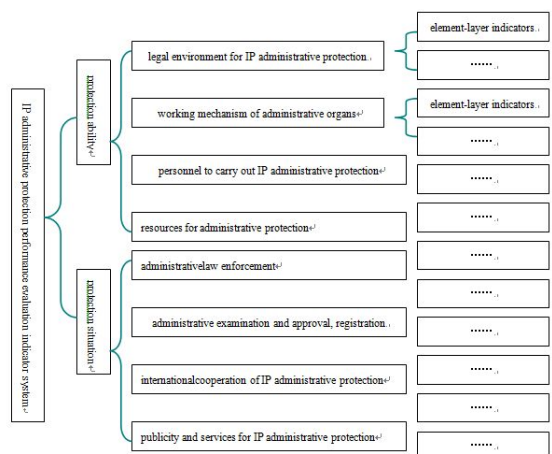 IP administrative protection performance evaluation indicator system
protection ability
legal environment for IP administrative protection
element-layer indicators
......
working mechanism of administrative organs
element-layer indicators
......
personnel to carry out IP administrative protection
......
resources for administrative protection
......
protection situation
administrativelaw enforcement
......
......
administrative examination and approval, registration
......
internationalcooperation of IP administrative protection
......
......
publicity and services for IP administrative protection
......